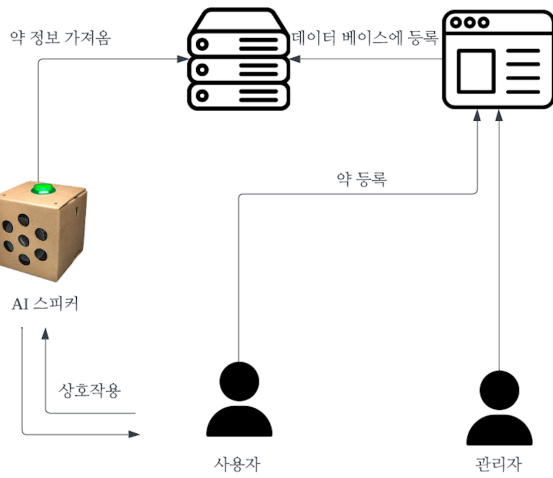 약 정보 가져옴
데이터 베이스에 등록
약 등록
AI 스피커
상호작용
사용자
관리자